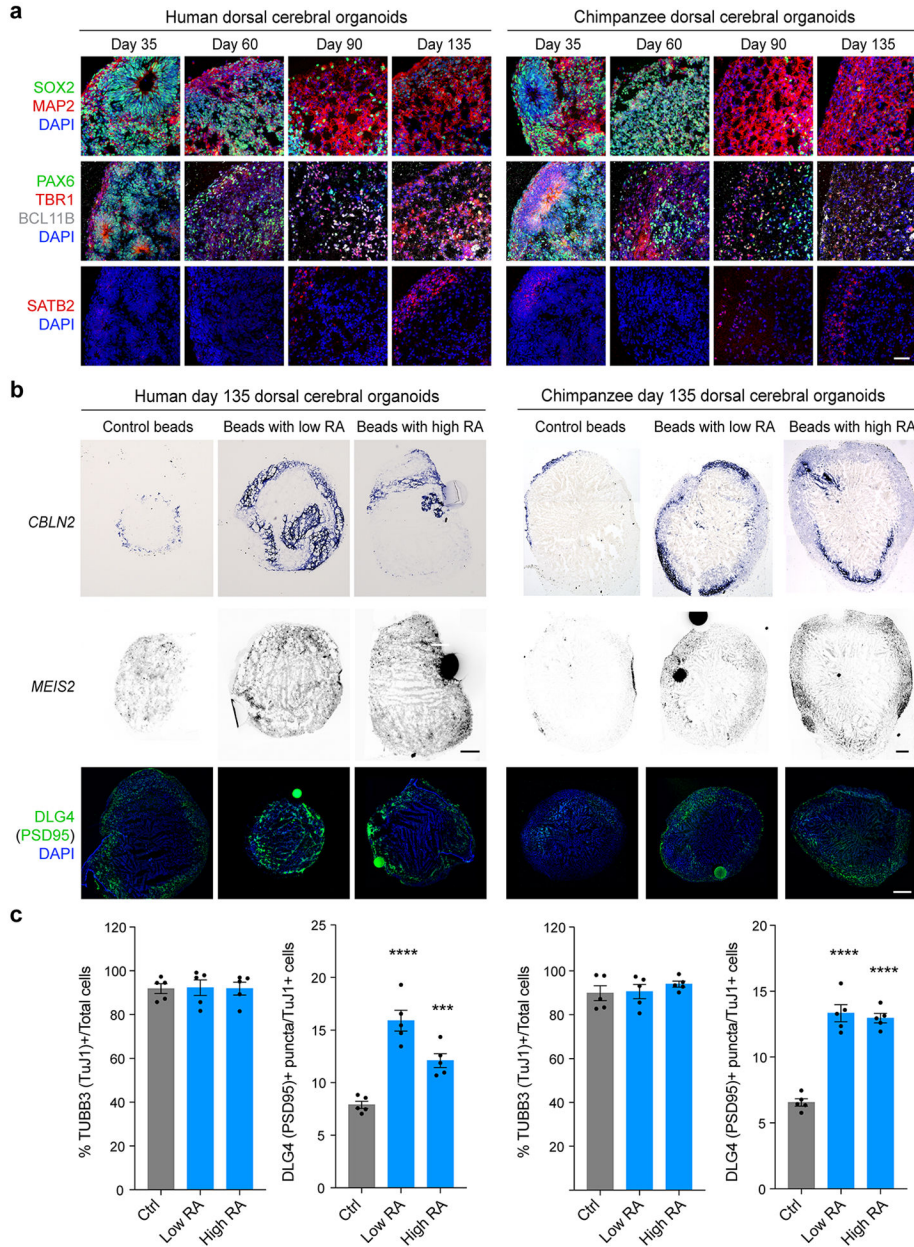 a
Human dorsal cerebral organoids
Chimpanzee dorsal cerebral organoids
Day 35 Day 60 Day 90 Day 135
Day 35 Day 60 Day 90 Day 135
SOX2
MAP2
DAPI
PAX6
TBR1
BCL11B
DAPI
SATB2
DAPI
b
Human day 135 dorsal cerebral organoids
Chimpanzee day 135 dorsal cerebral organoids
Control beads Beads with low RA Beads with high RA
Control beads Beads with low RA Beads with high RA
CBLN2
MEIS2
DLG4
(PSD95)
DAPI
c
% TUBB3 (TuJ1)+/Total cells
120
100
80
60
40
20
0
Ctrl
Low RA
High RA
DLG4 (PSD95)+ puncta/TuJ1+ cells
25
20
15
10
5
0
****
***
Ctrl
Low RA
High RA
% TUBB3 (TuJ1)+/Total cells
120
100
80
60
40
20
0
Ctrl
Low RA
High RA
DLG4 (PSD95)+ puncta/TuJ1+ cells
20
15
10
5
0
****
****
Ctrl
Low RA
High RA